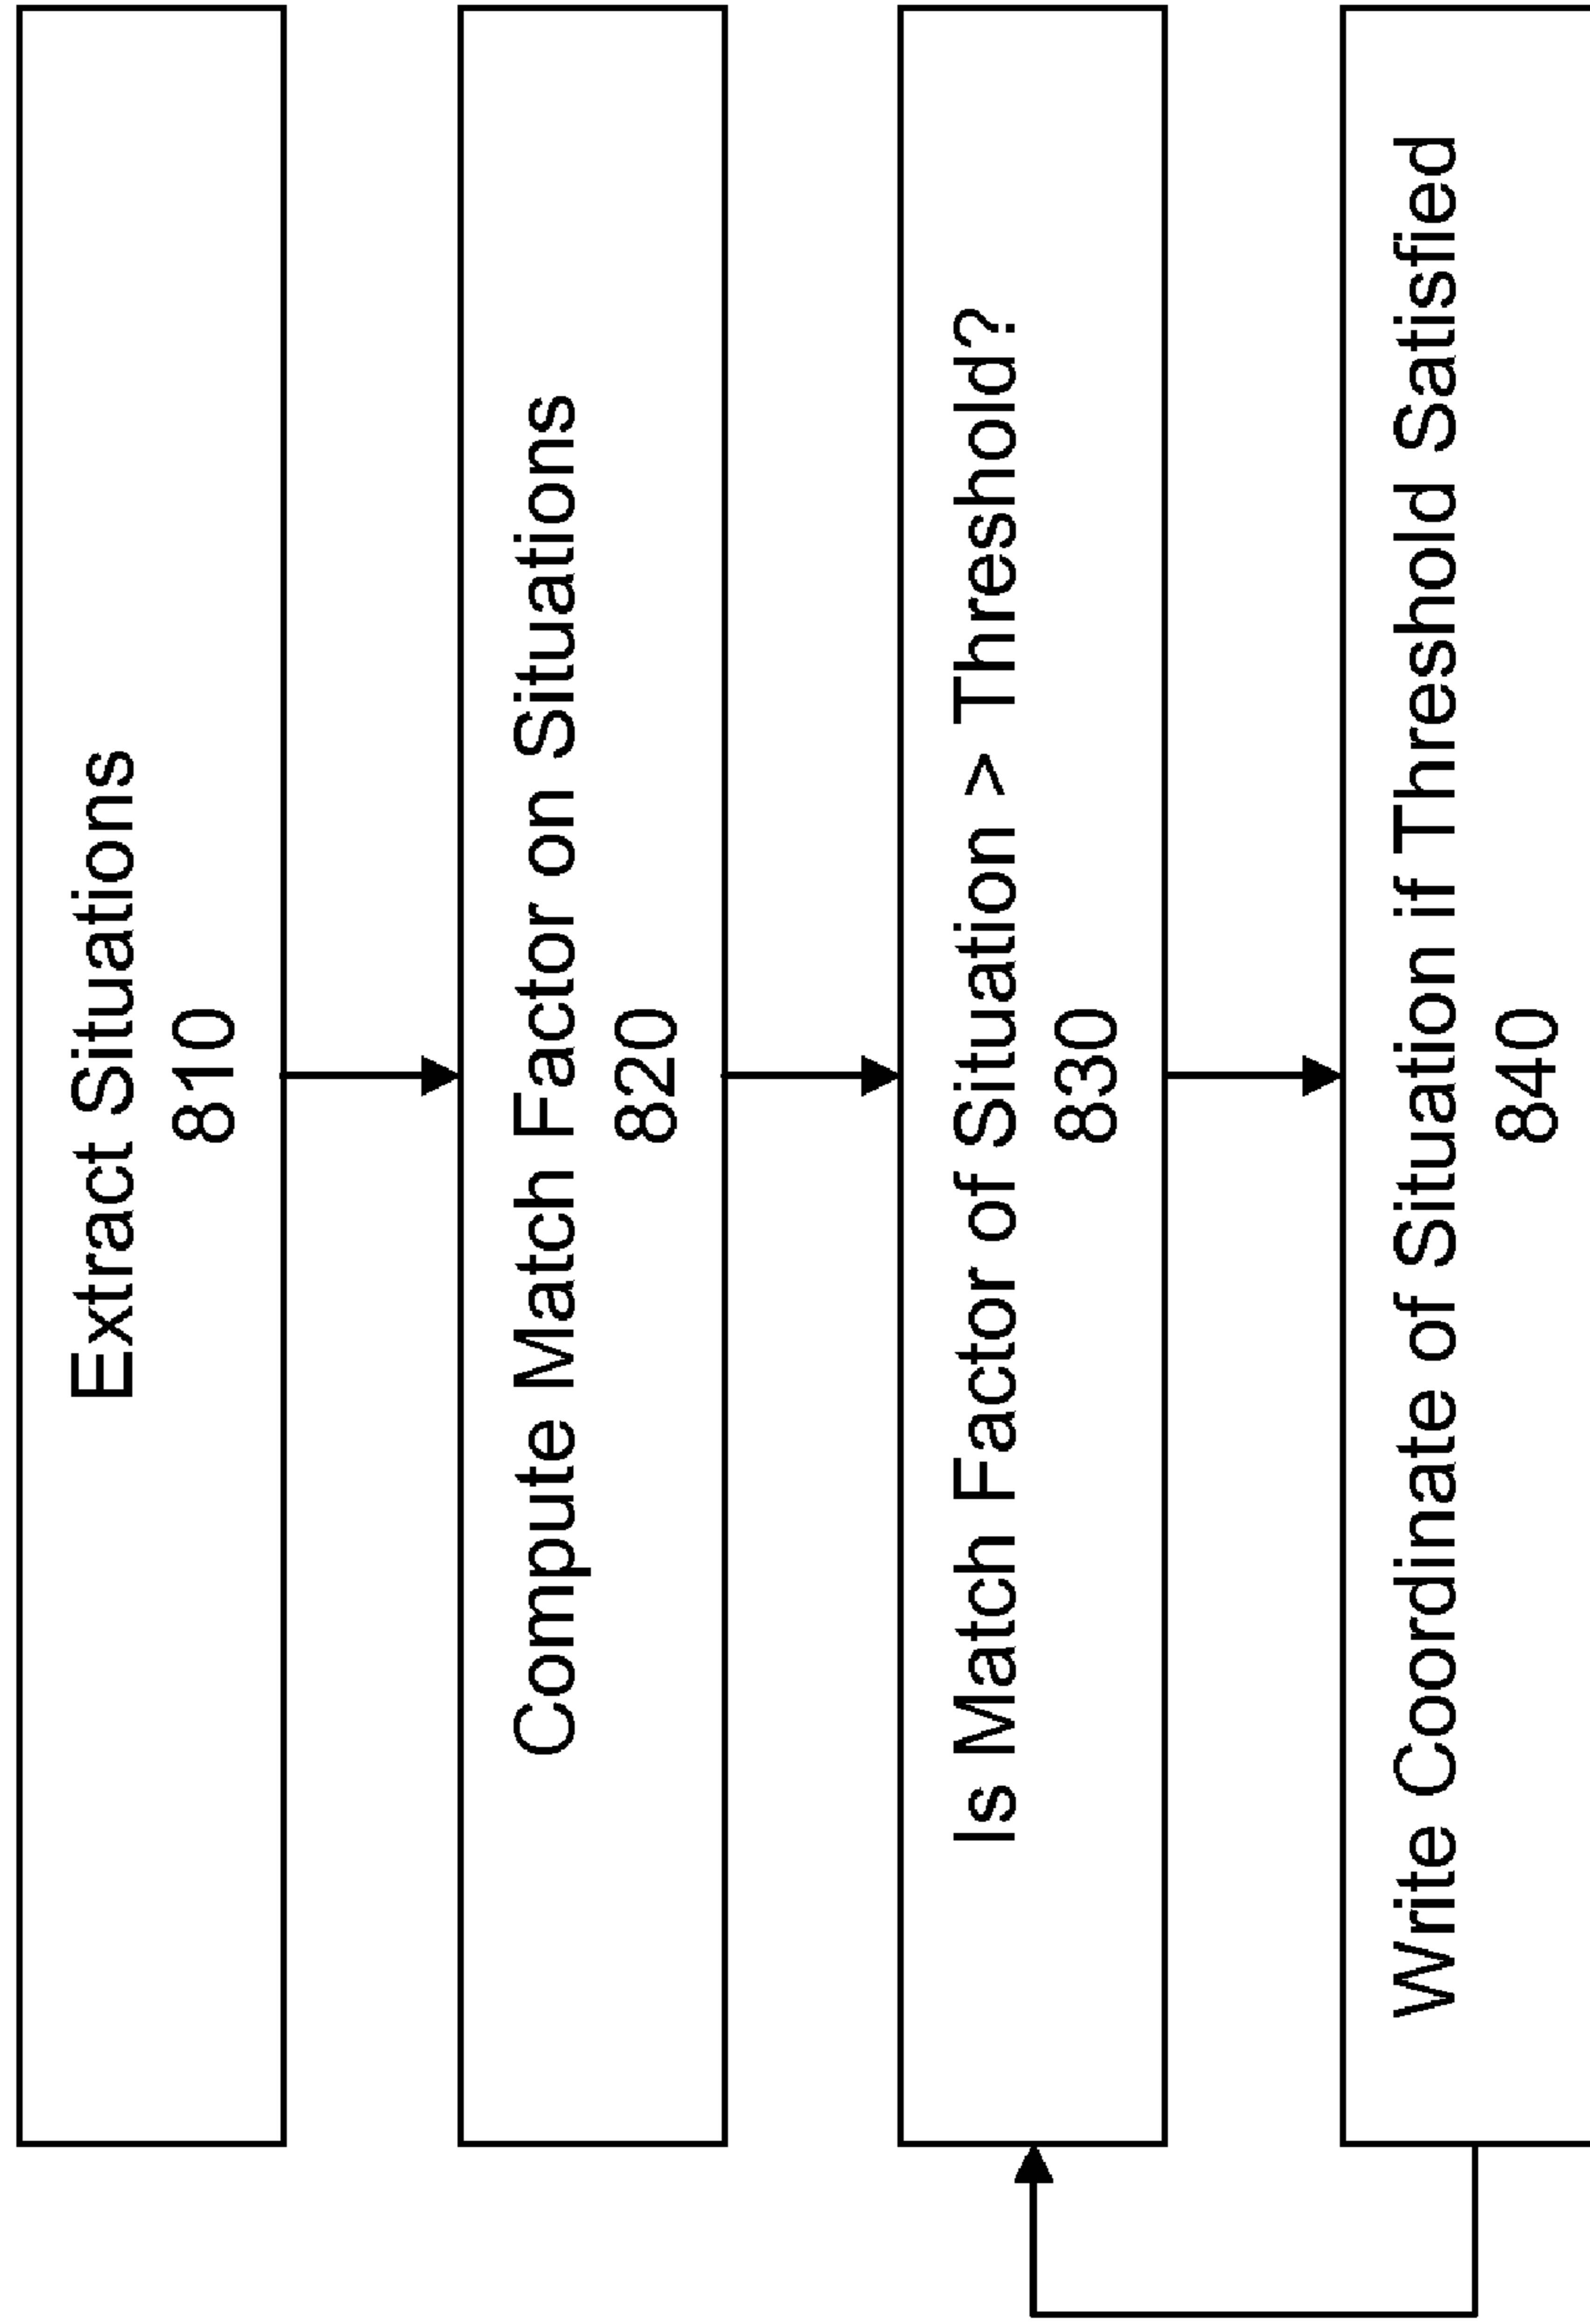 Extract Situations
810
Compute Match Factor on Situations
820
Is Match Factor of Situation > Threshold?
830
Write Coordinate of Situation if Threshold Satisfied
840